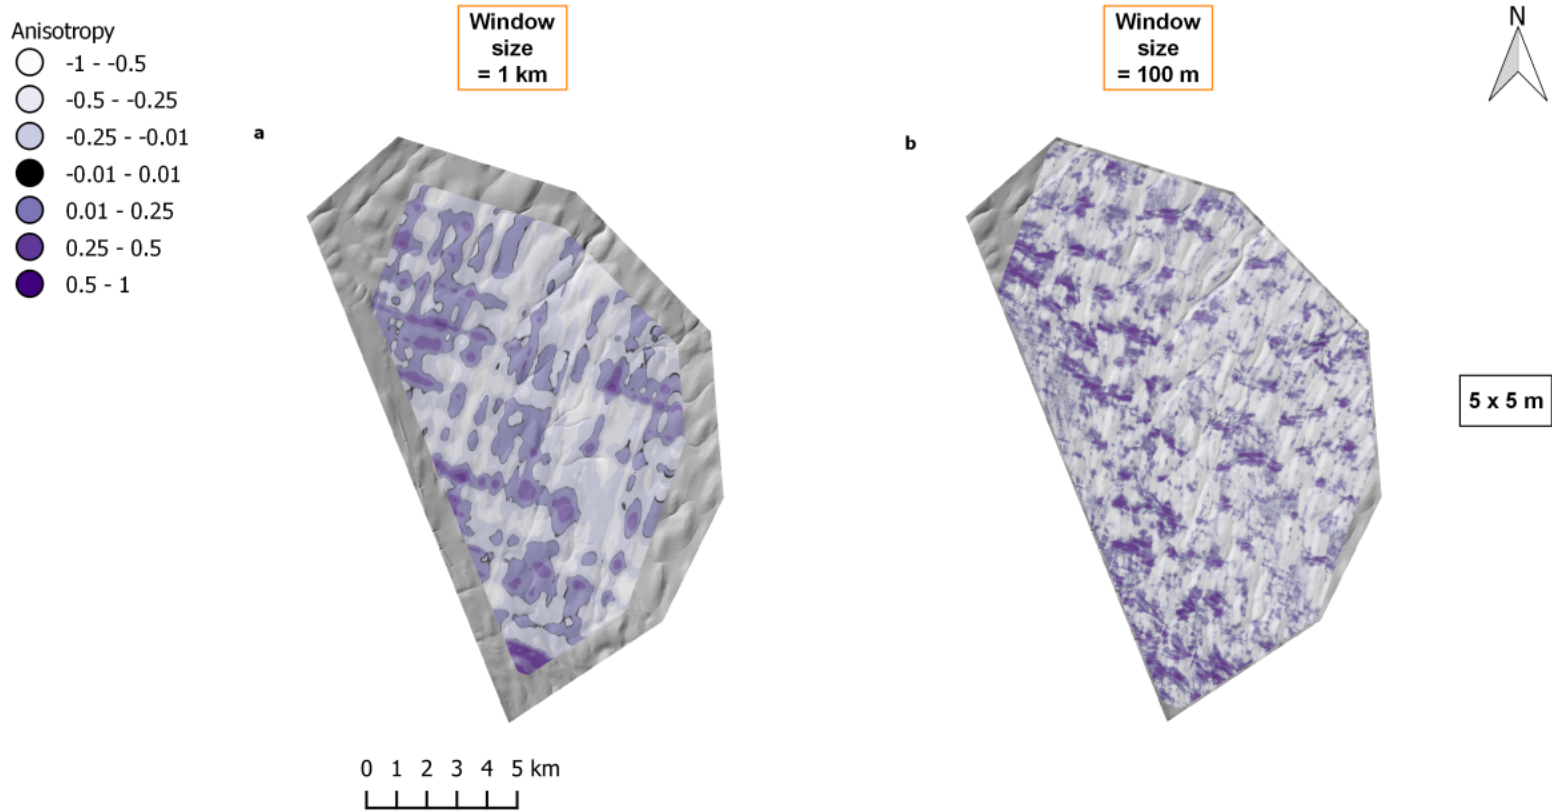 Anisotropy
-1 - -0.5
-0.5 - -0.25
-0.25 - -0.01
-0.01 - 0.01
0.01 - 0.25
0.25 - 0.5
0.5 - 1
Window
size
= 1 km
Window
size
= 100 m
N
a
b
5 x 5 m
0 1 2 3 4 5 km